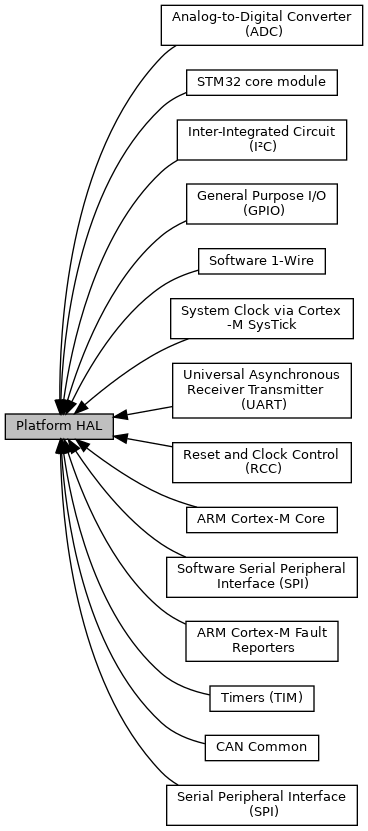 Analog-to-Digital Converter
(ADC)
STM32 core module
Inter-Integrated Circuit
(I²C)
General Purpose I/O
(GPIO)
Software 1-Wire
System Clock via Cortex
-M SysTick
Universal Asynchronous
Receiver Transmitter
(UART)
Platform HAL
Reset and Clock Control
(RCC)
ARM Cortex-M Core
Software Serial Peripheral
Interface (SPI)
ARM Cortex-M Fault
Reporters
Timers (TIM)
CAN Common
Serial Peripheral Interface
(SPI)